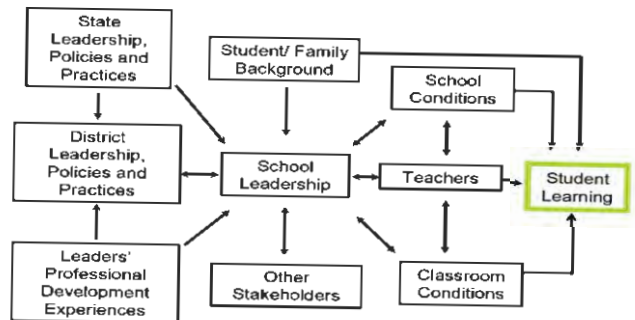 State
Leadership,
Policies and
Practices
Student/ Family
Background
School
Conditions
District
Leadership,
Policies and
Practices
School
Leadership
Teachers
Student
Learning
Leaders'
Professional
Development
Experiences
Other
Stakeholders
Classroom
Conditions